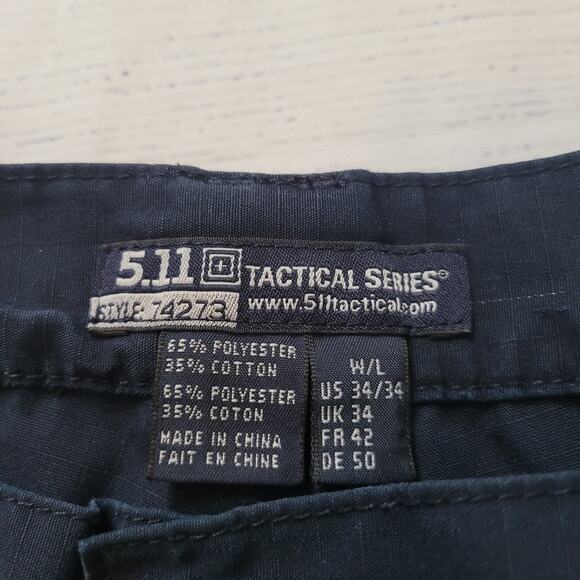 5.11 TACTICAL SERIES®
STYLE: 74273 www.511tactical.com
65% POLYESTER
35% COTTON
65% POLYESTER
35% COTON
MADE IN CHINA
FAIT EN CHINE
W/L
US 34/34
UK 34
FR 42
DE 50